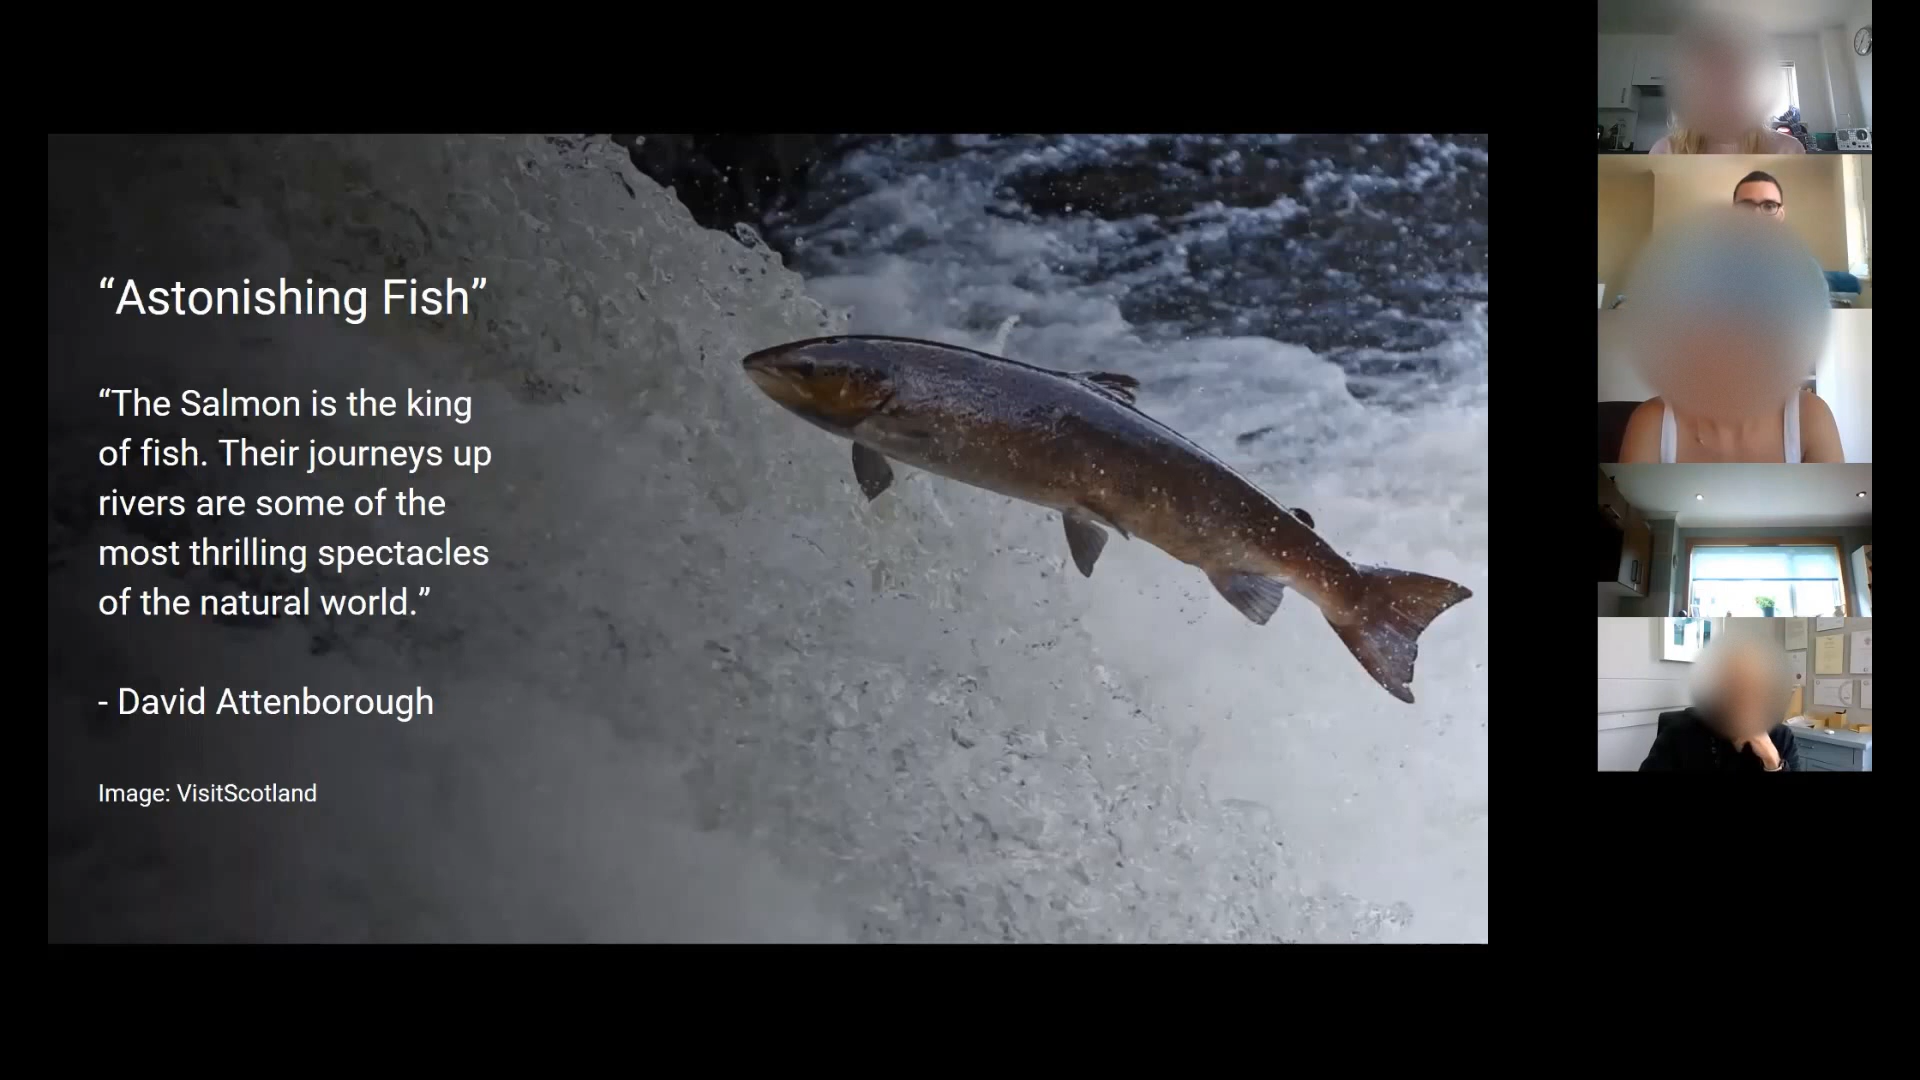 “Astonishing Fish”
“The Salmon is the king
of fish. Their journeys up
rivers are some of the
most thrilling spectacles
of the natural world.”
- David Attenborough
Image: VisitScotland